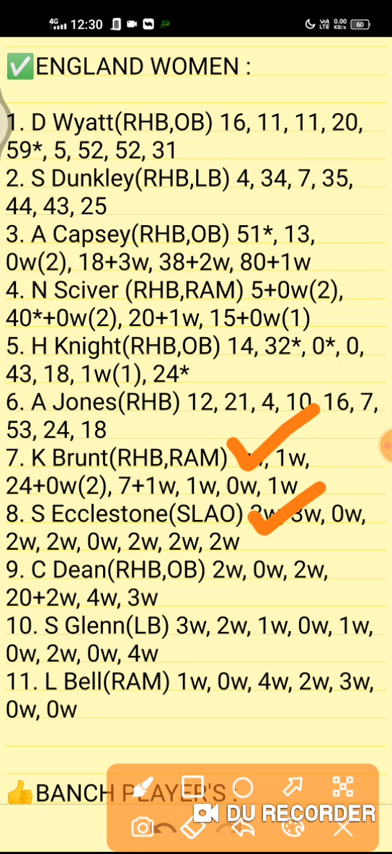 4G 12:30 Vo) LTE 0.00 KB/s 60
✅ENGLAND WOMEN :
1. D Wyatt(RHB,OB) 16, 11, 11, 20,
59*, 5, 52, 52, 31
2. S Dunkley(RHB,LB) 4, 34, 7, 35,
44, 43, 25
3. A Capsey(RHB,OB) 51*, 13,
0w(2), 18+3w, 38+2w, 80+1w
4. N Sciver (RHB,RAM) 5+0w(2),
40*+0w(2), 20+1w, 15+0w(1)
5. H Knight(RHB,OB) 14, 32*, 0*, 0,
43, 18, 1w(1), 24*
6. A Jones(RHB) 12, 21, 4, 10, 16, 7,
53, 24, 18
7. K Brunt(RHB,RAM) 1w,
24+0w(2), 7+1w, 1w, 0w, 1w
8. S Ecclestone(SLAO) 3w, 0w,
2w, 2w, 0w, 2w, 2w, 2w
9. C Dean(RHB,OB) 2w, 0w, 2w,
20+2w, 4w, 3w
10. S Glenn(LB) 3w, 2w, 1w, 0w, 1w,
0w, 2w, 0w, 4w
11. L Bell(RAM) 1w, 0w, 4w, 2w, 3w,
0w, 0w
👍BANCH PLAYER'S :
DU RECORDER